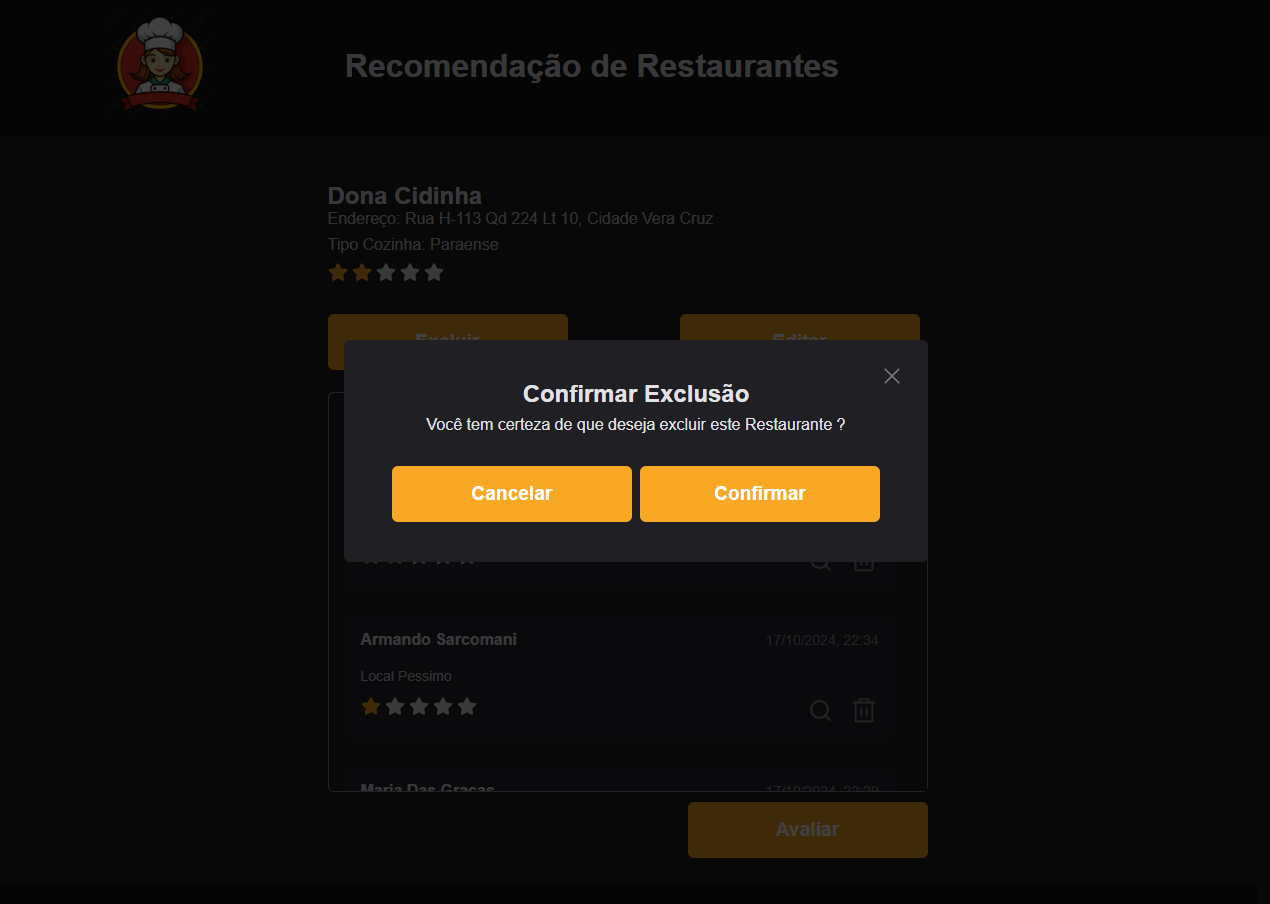 Recomendação de Restaurantes
Dona Cidinha
Endereço: Rua H-113 Qd 224 Lt 10, Cidade Vera Cruz
Tipo Cozinha: Paraense
Excluir
Editar
Confirmar Exclusão
Você tem certeza de que deseja excluir este Restaurante ?
Cancelar
Confirmar
Armando Sarcomani
17/10/2024, 22:34
Local Pessimo
Maria Das Graças
17/10/2024, 22:29
Avaliar